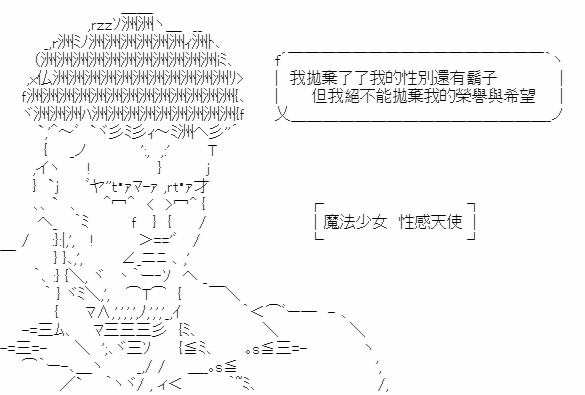 我拋棄了了我的性別還有鬍子
但我絕不能拋棄我的榮譽與希望
魔法少女 性感天使